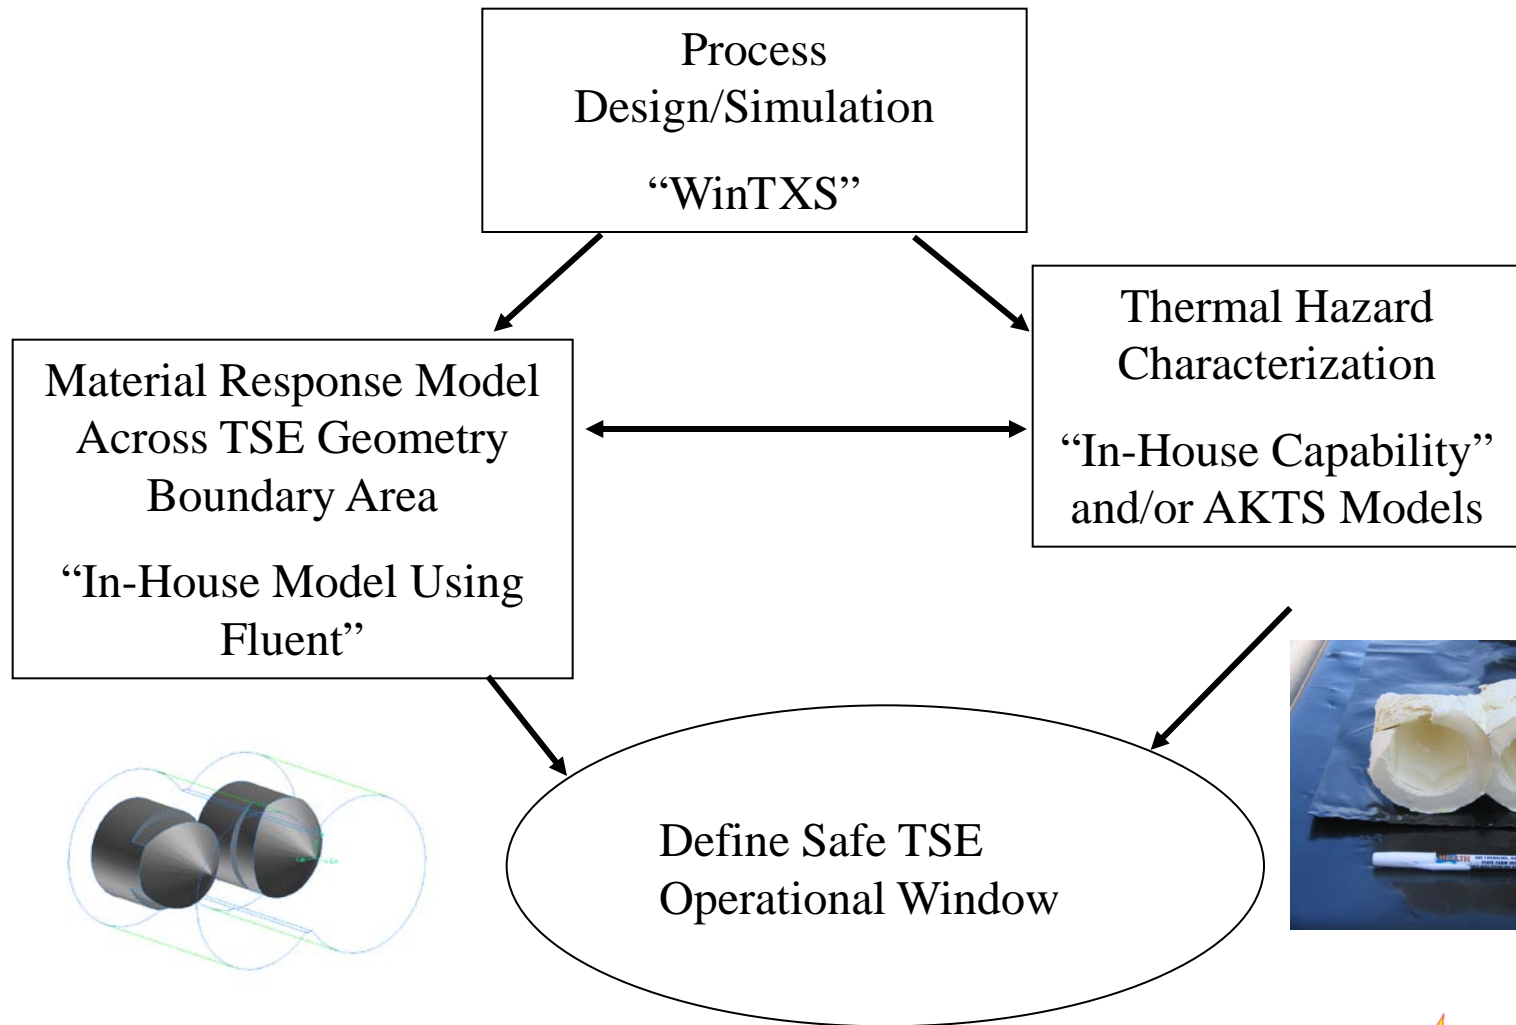 Process
Design/Simulation
“WinTXS”
Thermal Hazard
Characterization
“In-House Capability”
and/or AKTS Models
Material Response Model
Across TSE Geometry
Boundary Area
“In-House Model Using
Fluent”
Define Safe TSE
Operational Window